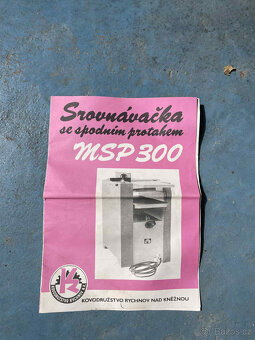 Srovnávačka
se spodním protahem
MSP 300
KOVODRUŽSTVO RYCHNOV NAD KNĚŽNOU